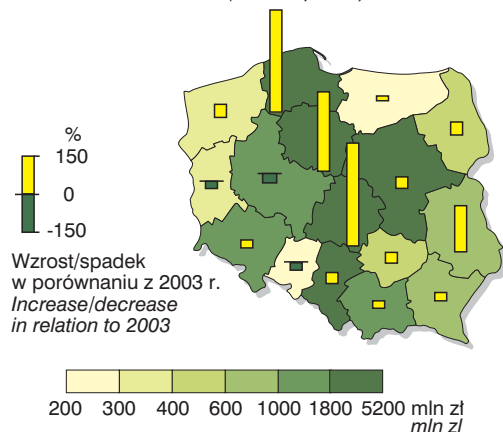 %
150
0
-150
Wzrost/spadek
w porównaniu z 2003 r.
Increase/decrease
in relation to 2003
200 300 400 600 1000 1800 5200 mln zł
mln zl